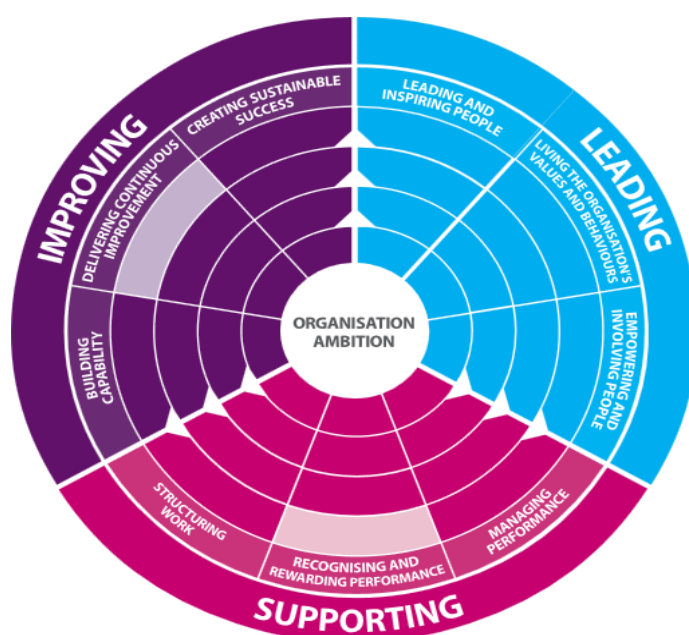 IMPROVING
CREATING SUSTAINABLE
SUCCESS
DELIVERING CONTINUOUS
IMPROVEMENT
BUILDING
CAPABILITY
LEADING
LEADING AND
INSPIRING PEOPLE
LIVING THE ORGANISATION'S
VALUES AND BEHAVIOURS
EMPOWERING AND
INVOLVING PEOPLE
ORGANISATION
AMBITION
STRUCTURING
WORK
RECOGNISING AND
REWARDING PERFORMANCE
MANAGING
PERFORMANCE
SUPPORTING